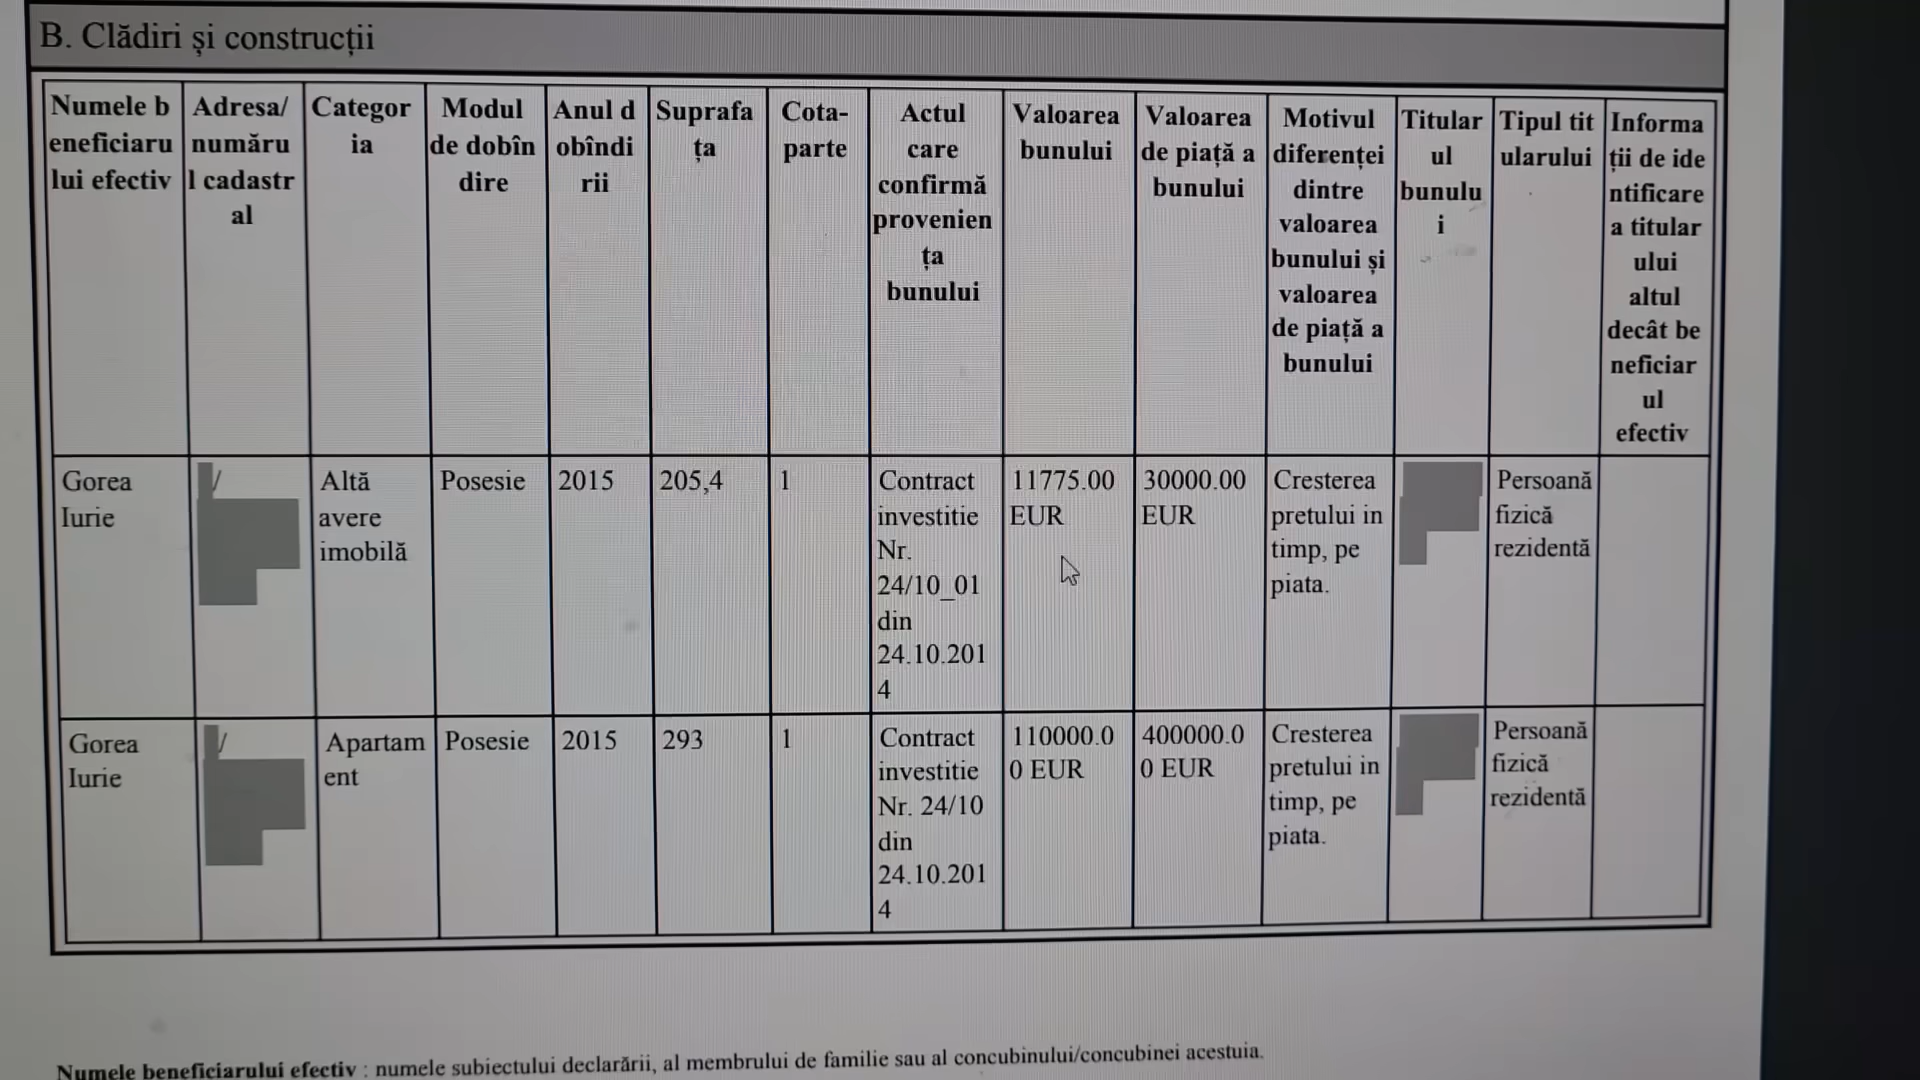 B. Clădiri și construcții
Numele b
eneficiaru
lui efectiv
Adresa/
număru
l cadastr
al
Categor
ia
Modul
de dobîn
dire
Anul d
obîndi
rii
Suprafa
ța
Cota-
parte
Actul
care
confirmă
provenien
ța
bunului
Valoarea
bunului
Valoarea
de piață a
bunului
Motivul
diferenței
dintre
valoarea
bunului și
valoarea
de piață a
bunului
Titular
ul
bunulu
i
Tipul tit
ularului
Informa
ții de ide
ntificare
a titular
ului
altul
decât be
neficiar
ul
efectiv
Gorea
Iurie
/
Altă
avere
imobilă
Posesie
2015
205,4
1
Contract
investitie
Nr.
24/10_01
din
24.10.201
4
11775.00
EUR
30000.00
EUR
Cresterea
pretului in
timp, pe
piata.
Persoană
fizică
rezidentă
Gorea
Iurie
/
Apartam
ent
Posesie
2015
293
1
Contract
investitie
Nr. 24/10
din
24.10.201
4
110000.0
0 EUR
400000.0
0 EUR
Cresterea
pretului in
timp, pe
piata.
Persoană
fizică
rezidentă
Numele beneficiarului efectiv : numele subiectului declarării, al membrului de familie sau al concubinului/concubinei acestuia.